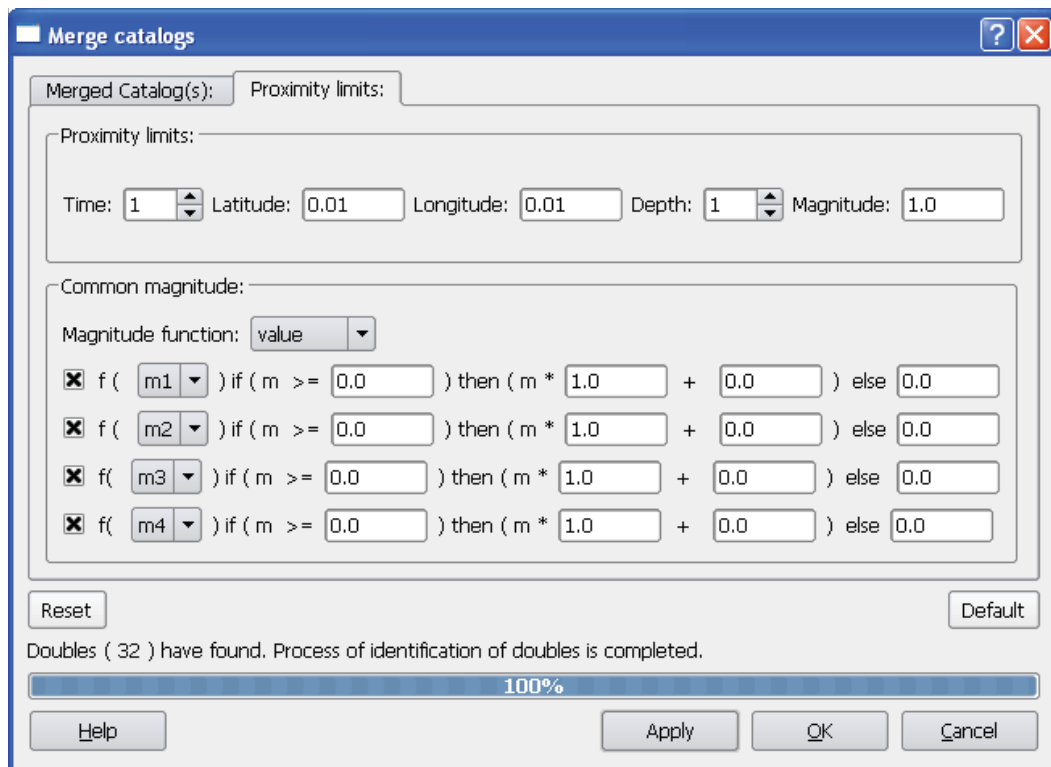 Merge catalogs
Merged Catalog(s): Proximity limits:
Proximity limits:
Time: 1 Latitude: 0.01 Longitude: 0.01 Depth: 1 Magnitude: 1.0
Common magnitude:
Magnitude function: value
f ( m1 ) if ( m >= 0.0 ) then ( m * 1.0 + 0.0 ) else 0.0
f ( m2 ) if ( m >= 0.0 ) then ( m * 1.0 + 0.0 ) else 0.0
f( m3 ) if ( m >= 0.0 ) then ( m * 1.0 + 0.0 ) else 0.0
f( m4 ) if ( m >= 0.0 ) then ( m * 1.0 + 0.0 ) else 0.0
Reset Default
Doubles ( 32 ) have found. Process of identification of doubles is completed.
100%
Help Apply OK Cancel